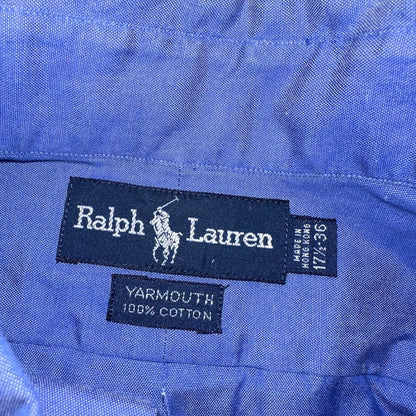 Ralph Lauren
MADE IN
HONG KONG
17½-36
YARMOUTH
100% COTTON